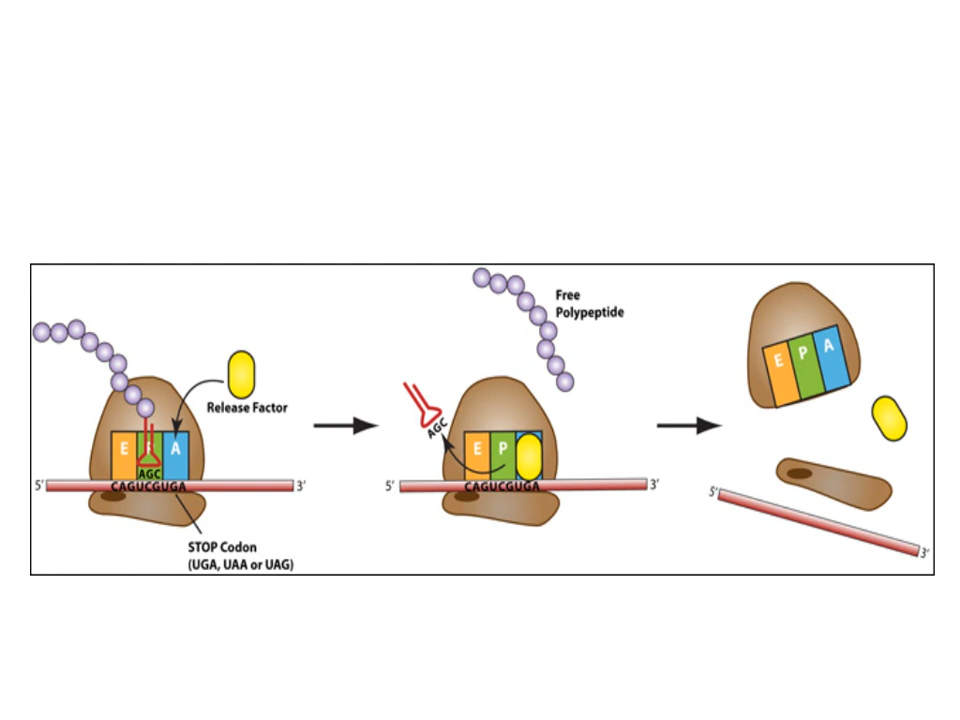 Free
Polypeptide
Release Factor
E P A
AGC
5' CAGUCGUGA 3'
STOP Codon
(UGA, UAA or UAG)
AGC
E P
5' CAGUCGUGA 3'
E P A
5' 3'